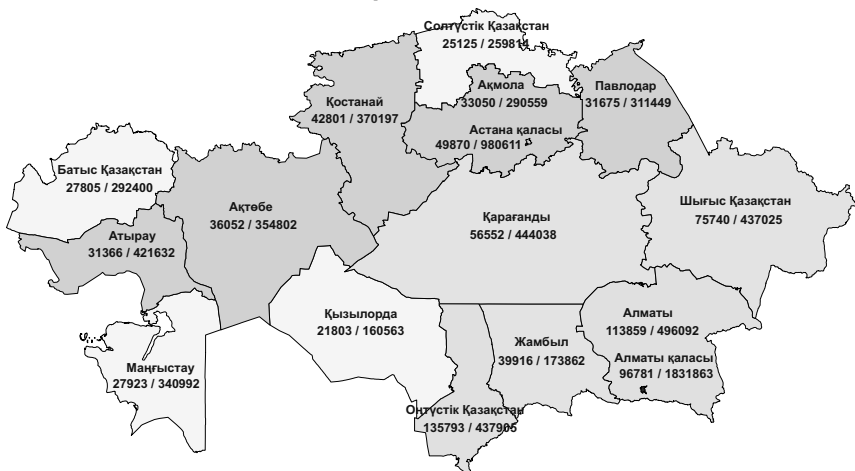 Солтүстік Қазақстан
25125 / 259814
Ақмола
33050 / 290559
Павлодар
31675 / 311449
Қостанай
42801 / 370197
Астана қаласы
49870 / 980611
Батыс Қазақстан
27805 / 292400
Ақтөбе
36052 / 354802
Қарағанды
56552 / 444038
Шығыс Қазақстан
75740 / 437025
Атырау
31366 / 421632
Қызылорда
21803 / 160563
Алматы
113859 / 496092
Жамбыл
39916 / 173862
Алматы қаласы
96781 / 1831863
Маңғыстау
27923 / 340992
Оңтүстік Қазақстан
135793 / 437905